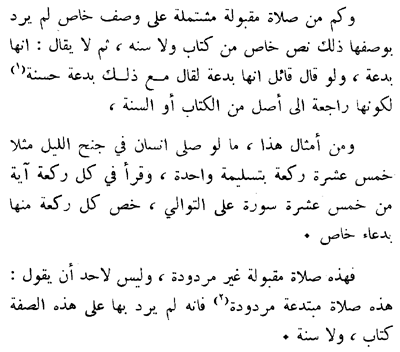 وكم من صلاة مقبولة مشتملة على وصف خاص لم يرد
بوصفها ذلك نص خاص من كتاب ولا سنه ، ثم لا يقال : انها
بدعة ، ولو قال قائل انها بدعة لقال مع ذلك بدعة حسنة(١)
لكونها راجعة الى أصل من الكتاب أو السنة ،
ومن أمثال هذا ، ما لو صلى انسان في جنح الليل مثلا
خمس عشرة ركعة بتسليمة واحدة ، وقرأ في كل ركعة آية
من خمس عشرة سورة على التوالي ، خص كل ركعة منها
بدعاء خاص ٠
فهذه صلاة مقبولة غير مردودة ، وليس لاحد أن يقول :
هذه صلاة مبتدعة مردودة(٢) فانه لم يرد بها على هذه الصفة
كتاب ، ولا سنة ٠